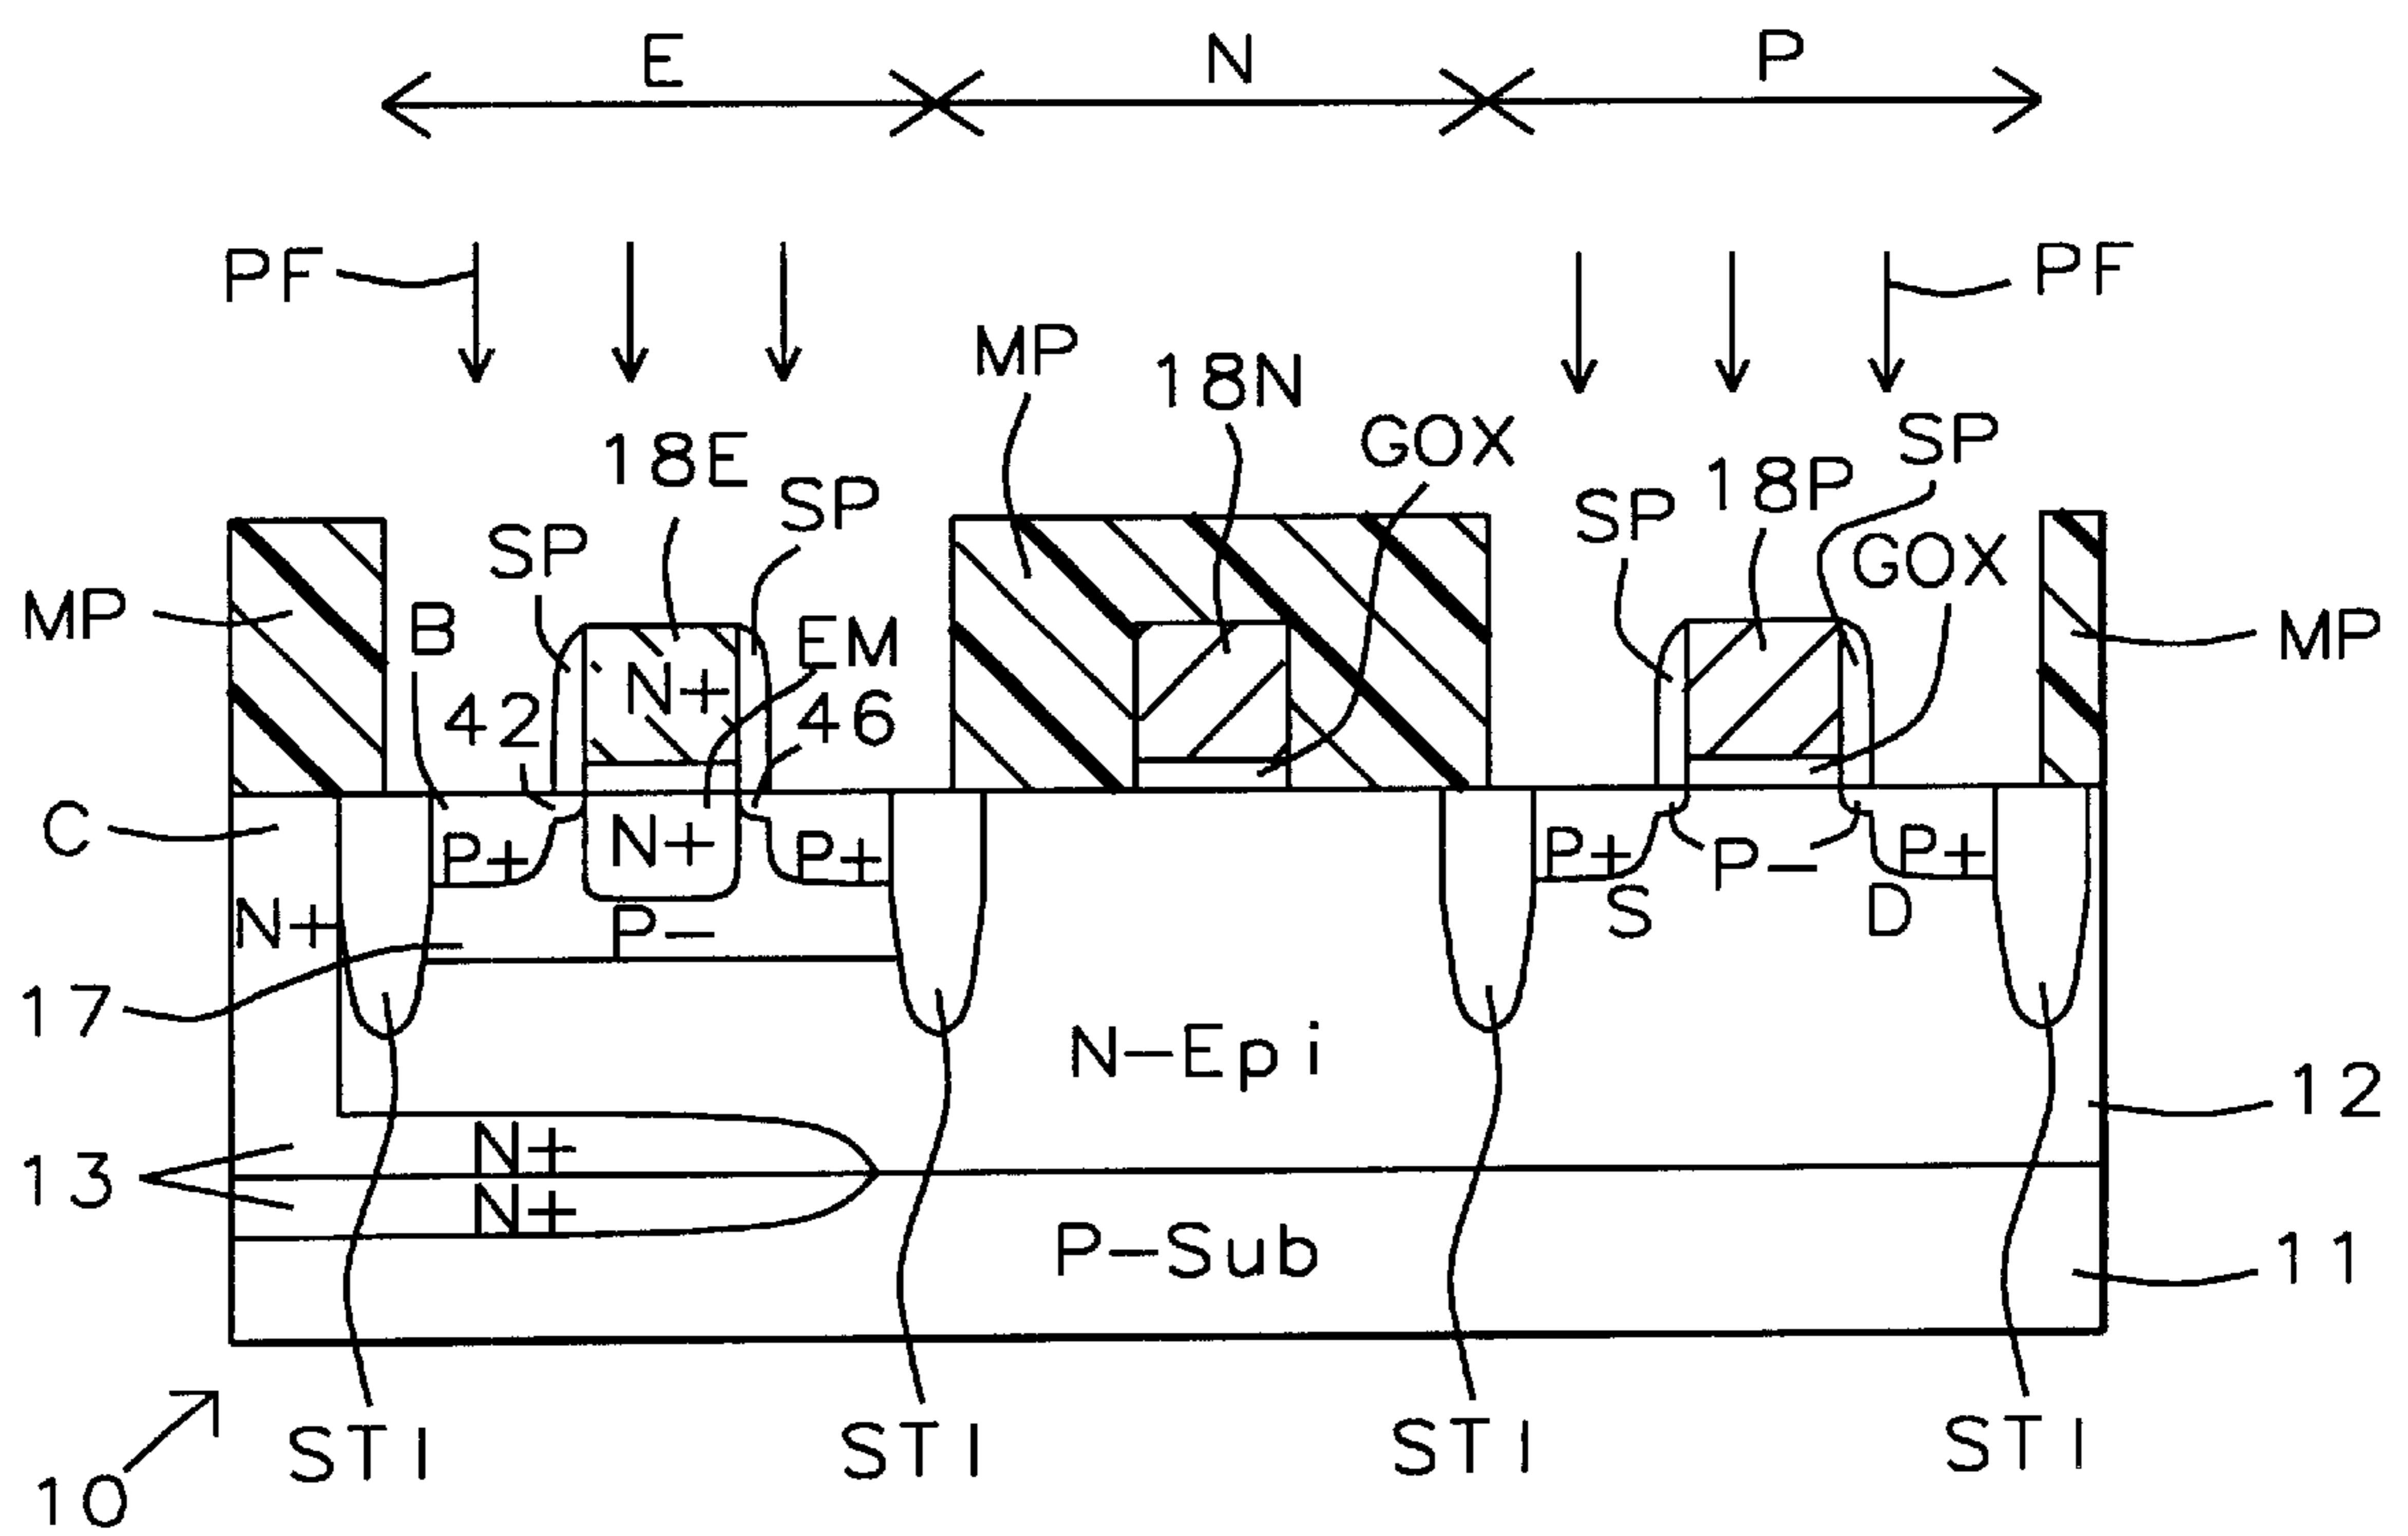 E N P
PF PF
MP 18N
GOX SP
18E SP SP 18P
SP GOX
MP B EM MP
N+
42 46
C P+ N+ P+ P+ P- P+
N+ P- S D
17
N-Epi
12
13 N+
N+
P-Sub 11
STI STI STI STI
10